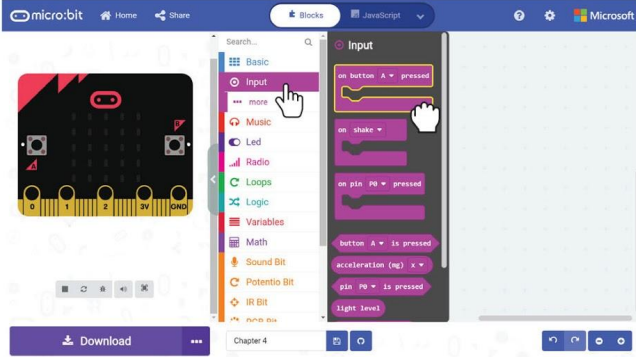 micro:bit Home Share Blocks JavaScript ? Microsoft
Search...
Basic
Input
more
Music
Led
Radio
Loops
Logic
Variables
Math
Sound Bit
Potentio Bit
IR Bit
Input
on button A pressed
on shake
on pin P0 pressed
button A is pressed
acceleration (mg) x
pin P0 is pressed
light level
B
A
0 1 2 3V GND
Download
Chapter 4